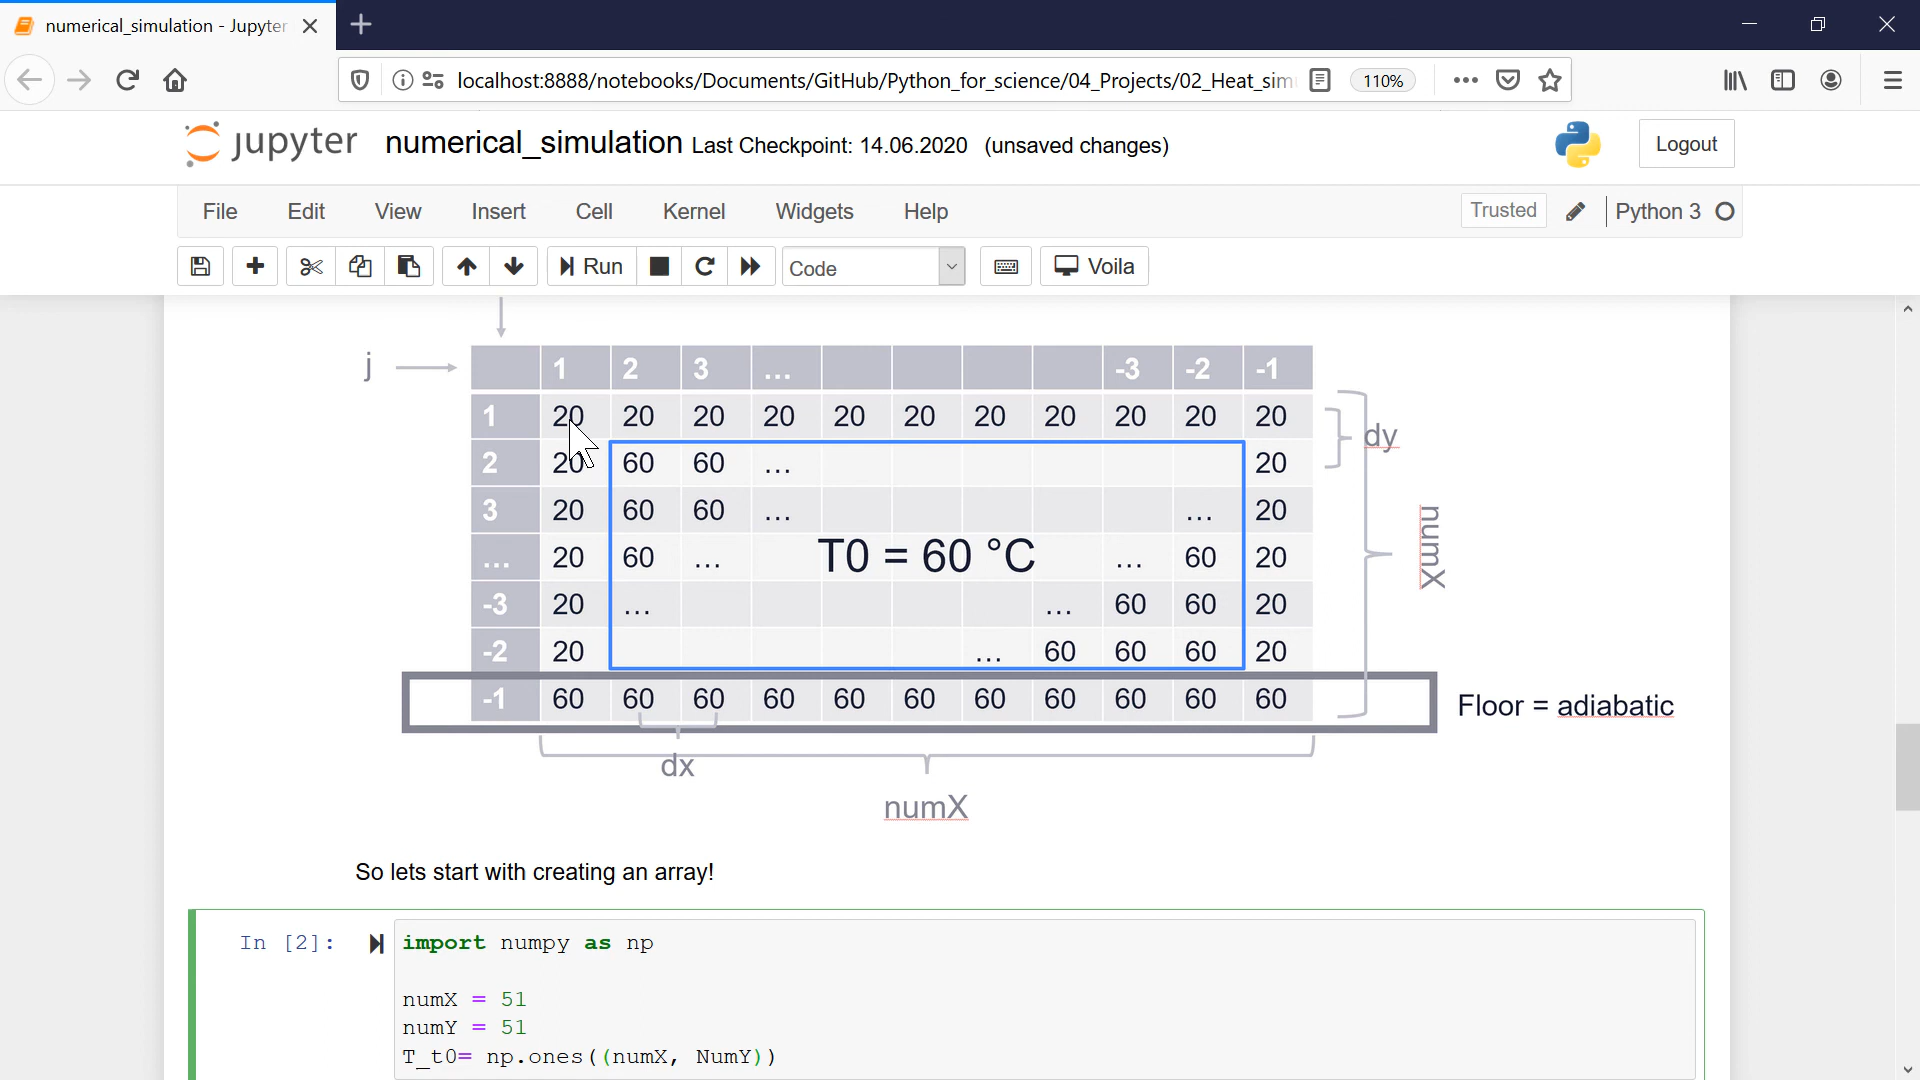 numerical_simulation - Jupyter
localhost:8888/notebooks/Documents/GitHub/Python_for_science/04_Projects/02_Heat_sim
110%
jupyter numerical_simulation Last Checkpoint: 14.06.2020 (unsaved changes)
Logout
File Edit View Insert Cell Kernel Widgets Help
Trusted Python 3
Run Code Voila
j 1 2 3 ... -3 -2 -1
1 20 20 20 20 20 20 20 20 20 20 20
dy
2 20 60 60 ... 20
3 20 60 60 ... ... 20
... 20 60 ... T0 = 60 °C ... 60 20
numX
-3 20 ... ... 60 60 20
-2 20 ... 60 60 60 20
-1 60 60 60 60 60 60 60 60 60 60 60
Floor = adiabatic
dx
numX
So lets start with creating an array!
In [2]: import numpy as np
numX = 51
numY = 51
T_t0= np.ones((numX, NumY))